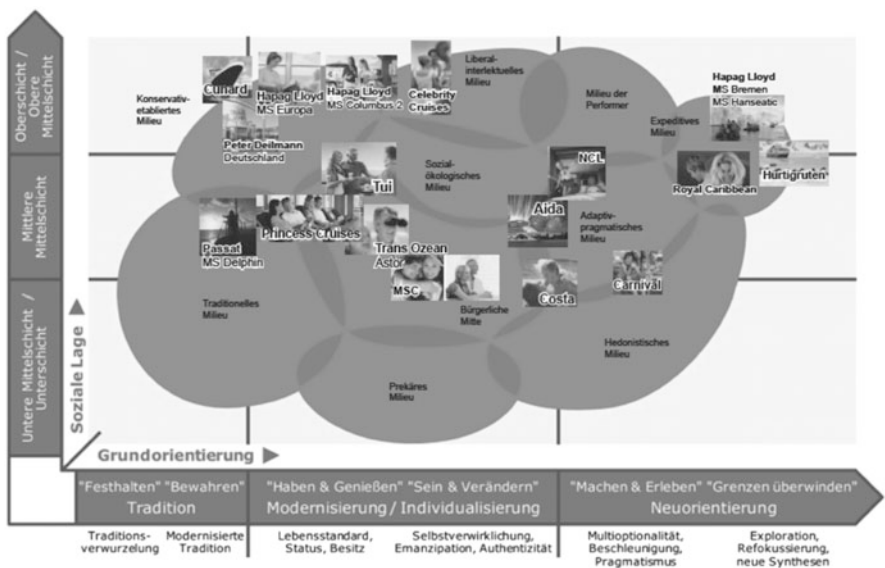 Oberschicht / Obere Mittelschicht
Mittlere Mittelschicht
Untere Mittelschicht / Unterschicht
Soziale Lage ▶
Konservativ-
etabliertes
Milieu
Cunard
Hapag Lloyd
MS Europa
Hapag Lloyd
MS Columbus 2
Celebrity
Cruises
Liberal-
interlektuelles
Milieu
Milieu der
Performer
Hapag Lloyd
MS Bremen
MS Hanseatic
Expeditives
Milieu
Peter Deilmann
Deutschland
Tui
Sozial-
ökologisches
Milieu
NCL
Royal Caribbean
Hurtigruten
Passat
MS Delphin
Princess Cruises
Trans Ozean
Astor
Aida
Adaptiv-
pragmatisches
Milieu
MSC
Costa
Carnival
Traditionelles
Milieu
Bürgerliche
Mitte
Hedonistisches
Milieu
Prekäres
Milieu
Grundorientierung ▶
"Festhalten" "Bewahren"
Tradition
"Haben & Genießen" "Sein & Verändern"
Modernisierung / Individualisierung
"Machen & Erleben" "Grenzen überwinden"
Neuorientierung
Traditions-
verwurzelung
Modernisierte
Tradition
Lebensstandard,
Status, Besitz
Selbstverwirklichung,
Emanzipation, Authentizität
Multioptionalität,
Beschleunigung,
Pragmatismus
Exploration,
Refokussierung,
neue Synthesen